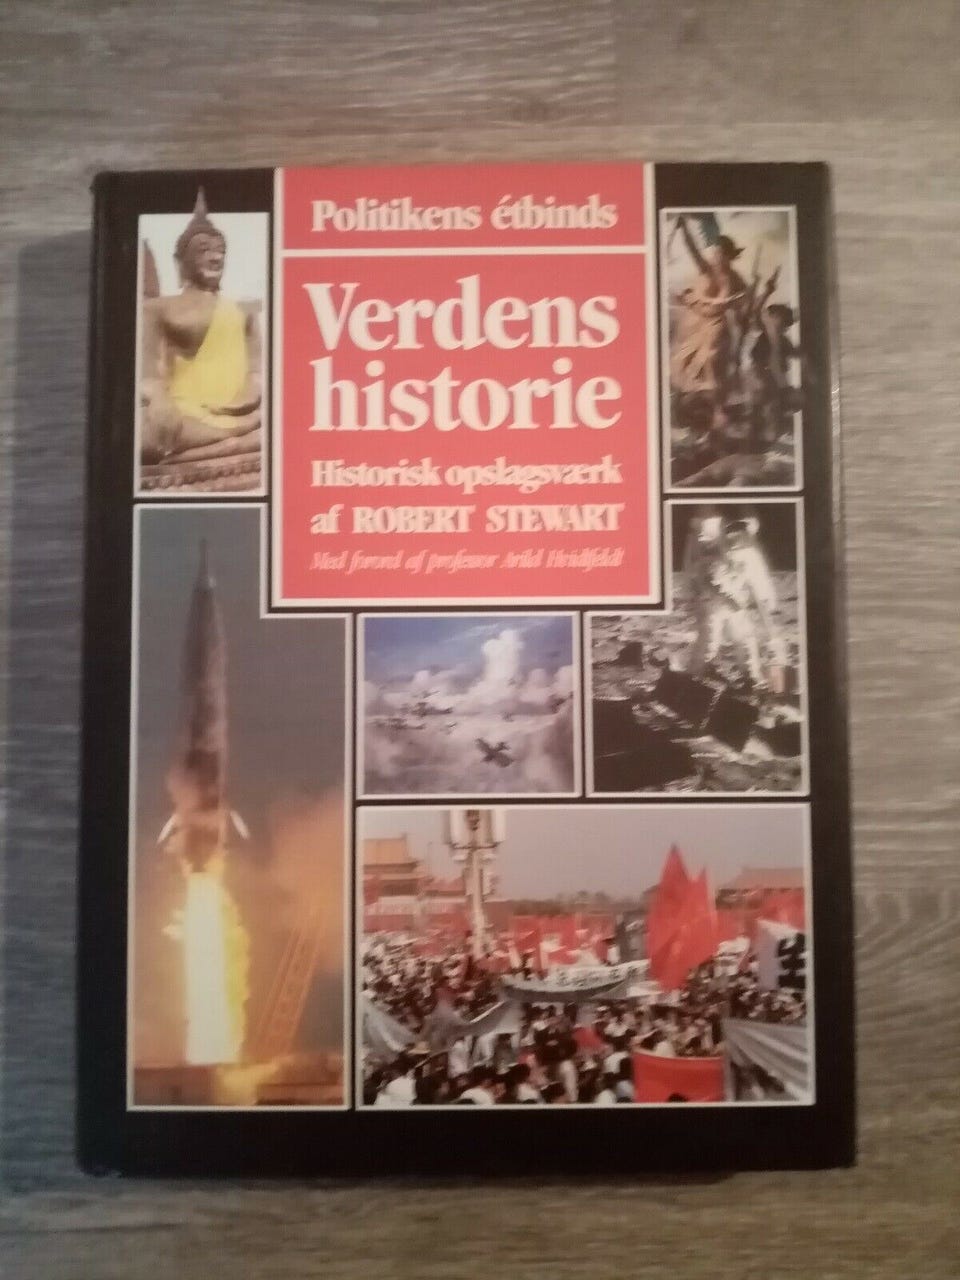 Politikens étbinds
Verdens
historie
Historisk opslagsværk
af ROBERT STEWART
Med forord af professor Arild Hvidtfeldt